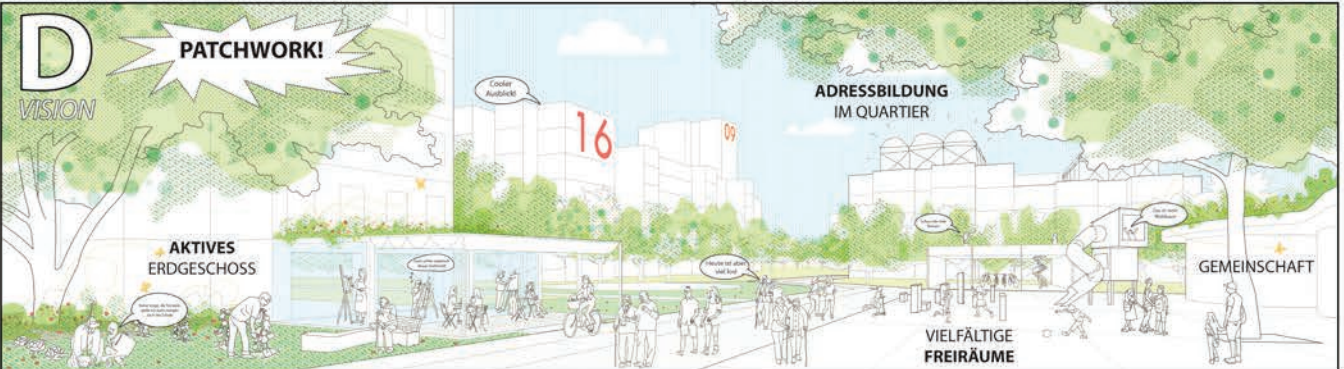 D
VISION
PATCHWORK!
Cooler
Ausblick!
16
09
ADRESSBILDUNG
IM QUARTIER
AKTIVES
ERDGESCHOSS
Heute ist aber
viel los!
GEMEINSCHAFT
VIELFÄLTIGE
FREIRÄUME